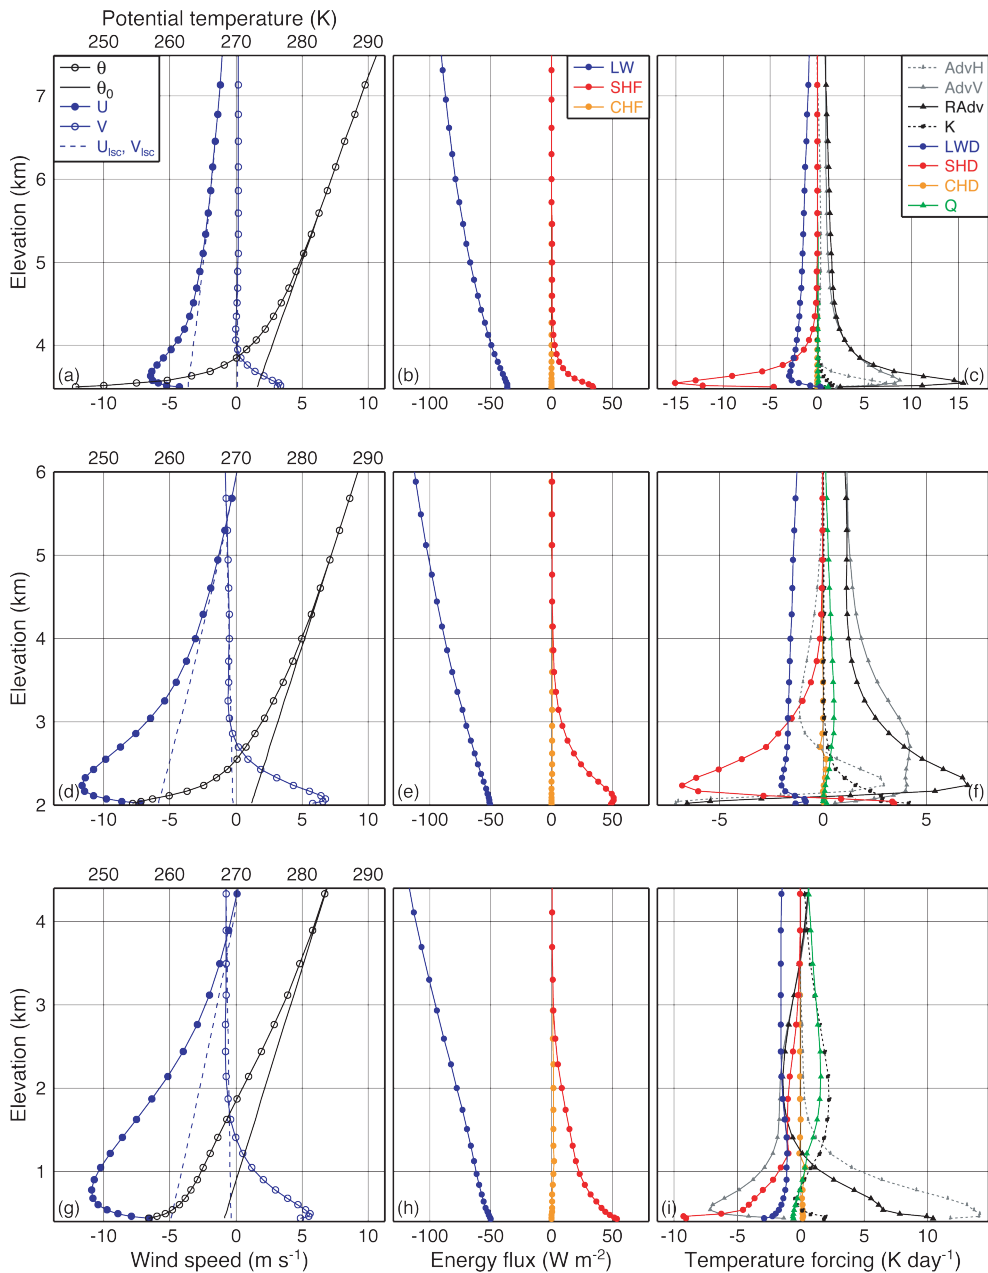 Potential temperature (K)
250 260 270 280 290
θ
θ0
U
V
Ulsc, Vlsc
LW
SHF
CHF
AdvH
AdvV
RAdv
K
LWD
SHD
CHD
Q
Elevation (km)
7
6
5
4
(a) (b) (c)
-10 -5 0 5 10
-100 -50 0 50
-15 -10 -5 0 5 10 15
250 260 270 280 290
Elevation (km)
6
5
4
3
2
(d) (e) (f)
-10 -5 0 5 10
-100 -50 0 50
-5 0 5
250 260 270 280 290
Elevation (km)
4
3
2
1
(g) (h) (i)
-10 -5 0 5 10
-100 -50 0 50
-10 -5 0 5 10
Wind speed (m s-1)
Energy flux (W m-2)
Temperature forcing (K day-1)